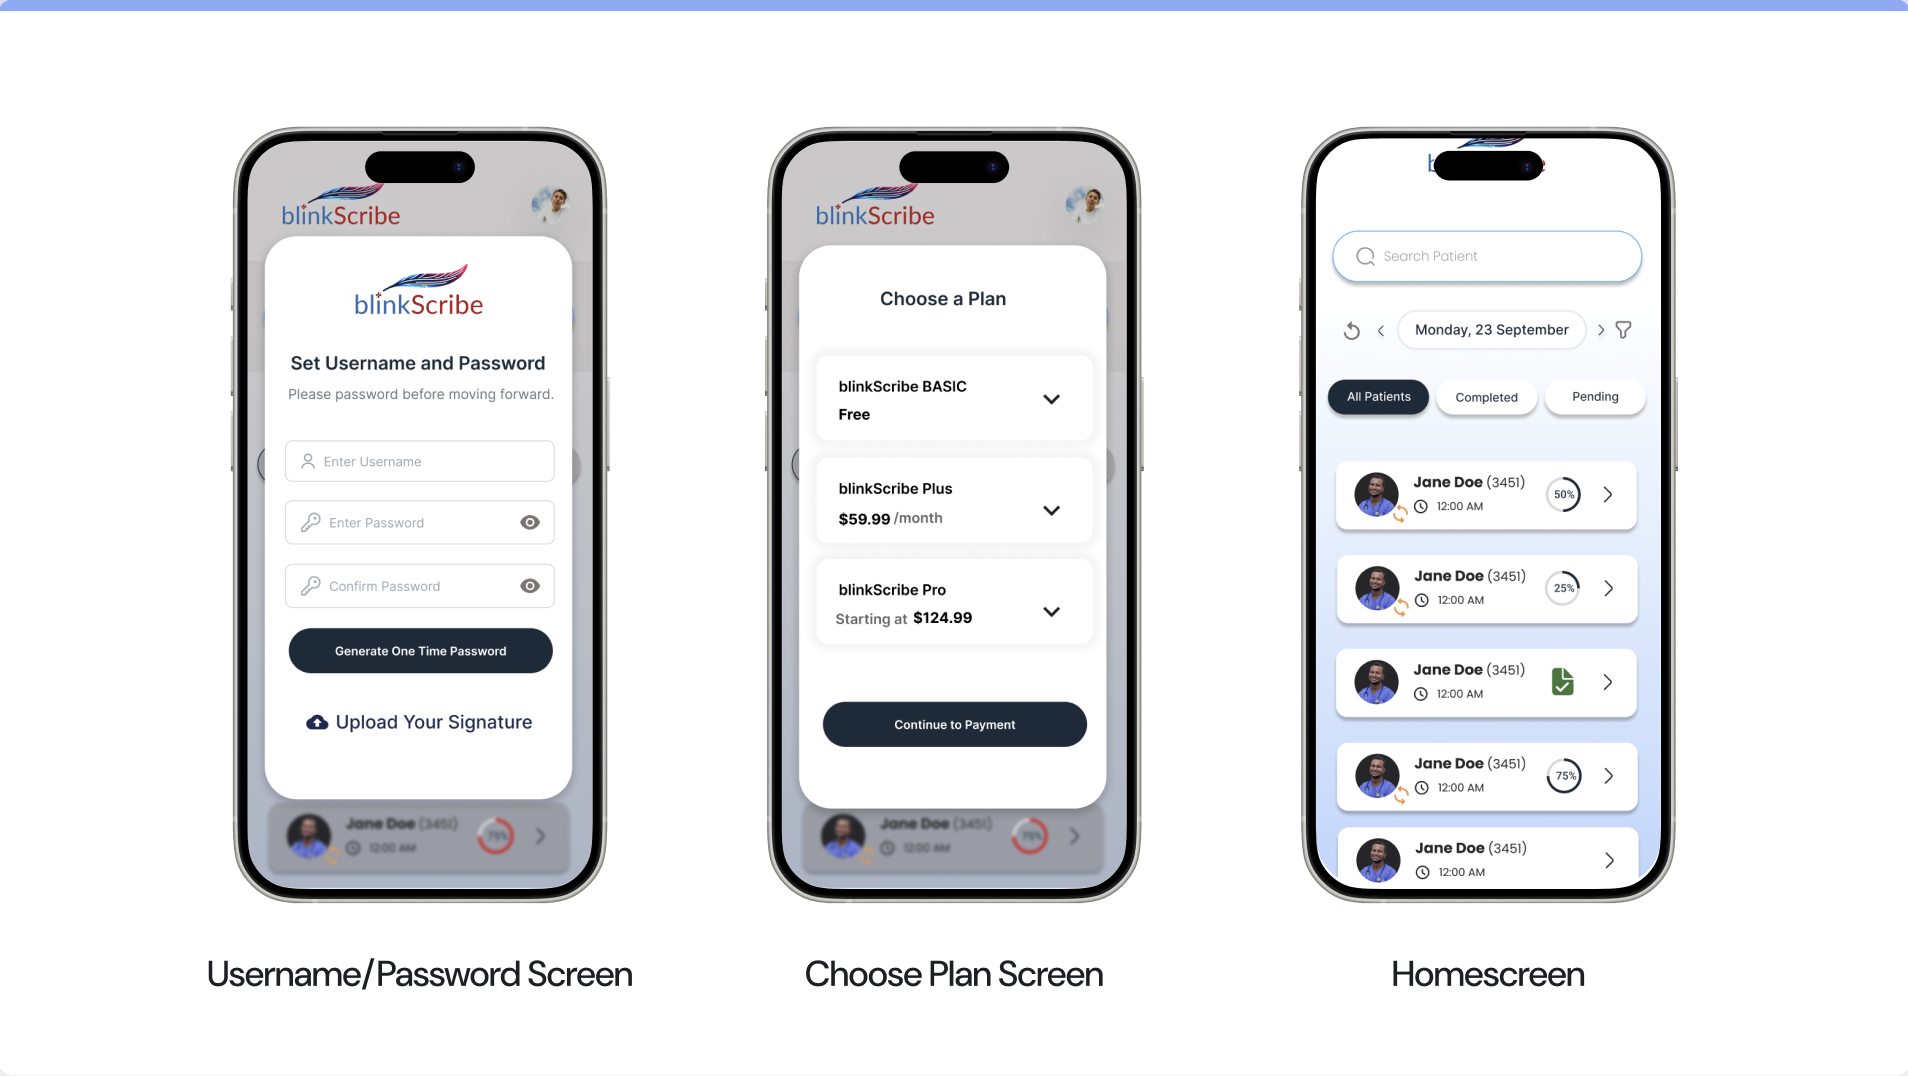 blinkScribe
blinkScribe
Set Username and Password
Please password before moving forward.
Enter Username
Enter Password
Confirm Password
Generate One Time Password
Upload Your Signature
Jane Doe (3451)
12:00 AM
75%
Username/Password Screen
blinkScribe
Choose a Plan
blinkScribe BASIC
Free
blinkScribe Plus
$59.99 /month
blinkScribe Pro
Starting at $124.99
Continue to Payment
Jane Doe (3451)
12:00 AM
75%
Choose Plan Screen
Search Patient
Monday, 23 September
All Patients
Completed
Pending
Jane Doe (3451)
12:00 AM
50%
Jane Doe (3451)
12:00 AM
25%
Jane Doe (3451)
12:00 AM
Jane Doe (3451)
12:00 AM
75%
Jane Doe (3451)
12:00 AM
Homescreen